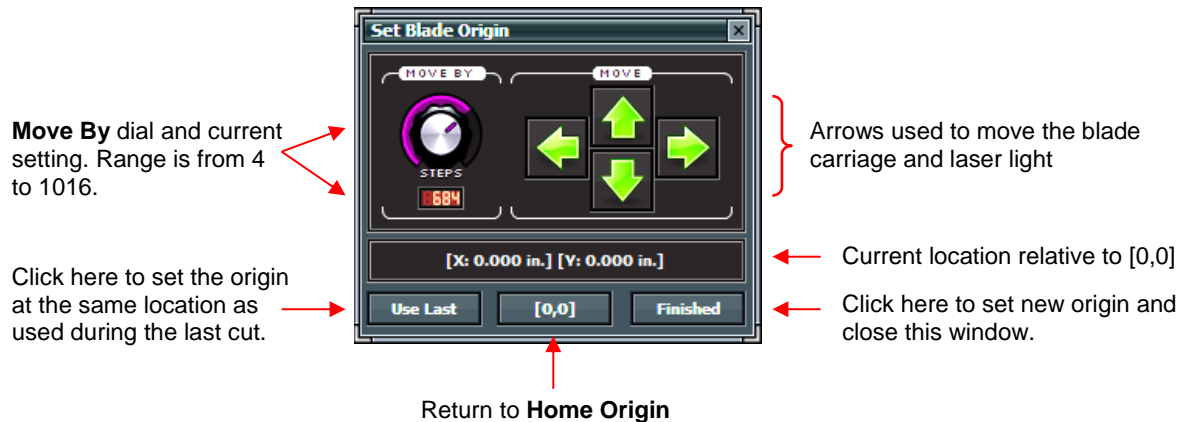 Set Blade Origin
MOVE BY
MOVE
STEPS
684
[X: 0.000 in.] [Y: 0.000 in.]
Use Last
[0,0]
Finished
Move By dial and current
setting. Range is from 4
to 1016.
Click here to set the origin
at the same location as
used during the last cut.
Arrows used to move the blade
carriage and laser light
Current location relative to [0,0]
Click here to set new origin and
close this window.
Return to Home Origin